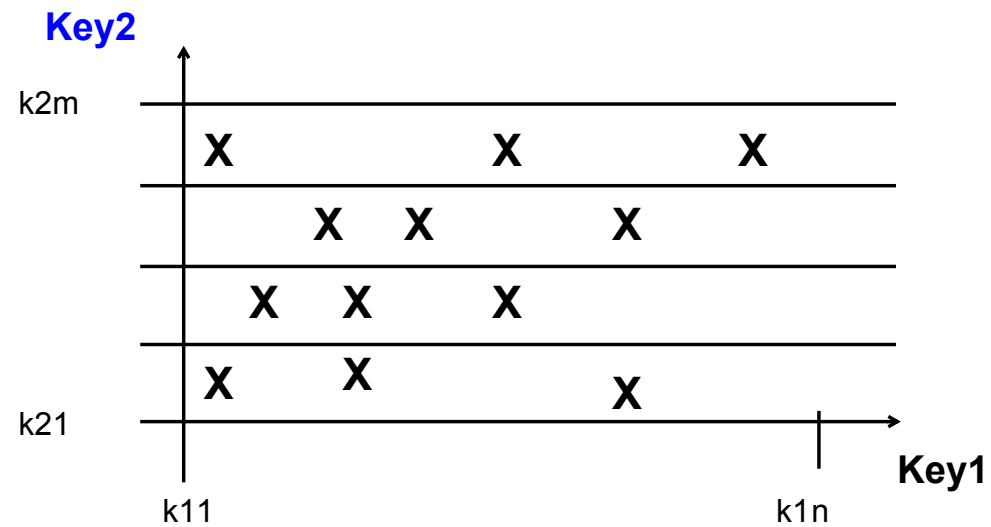 Key2
k2m
X X X
X X X
X X X
X X X
k21
Key1
k11 k1n